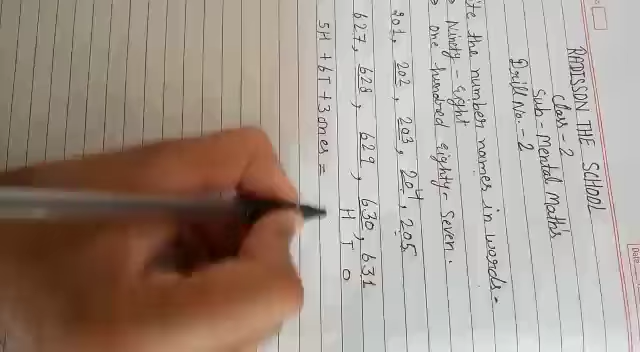 RADISSON THE SCHOOL
Class - 2
Sub - Mental Maths
Drill No. - 2
the number names in words -
Ninety - eight
one hundred eighty - seven.
201, 202, 203, 204, 205
627, 628, 629, 630, 631
H T O
5H + 6T + 3 ones =
Date